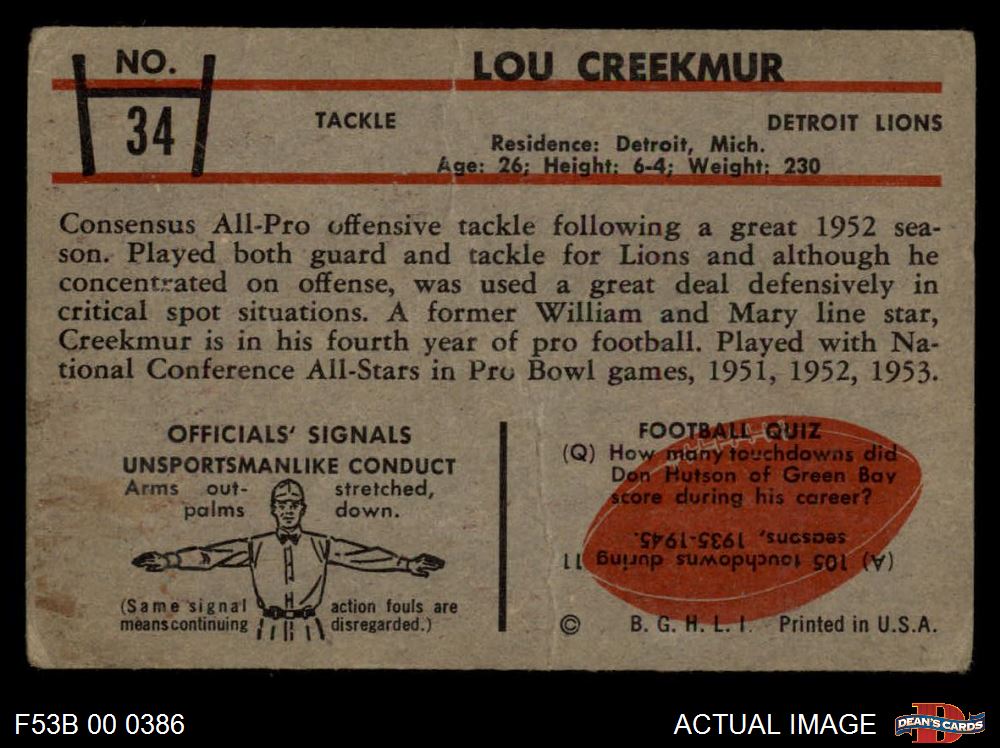 NO.
34
LOU CREEKMUR
TACKLE
DETROIT LIONS
Residence: Detroit, Mich.
Age: 26; Height: 6-4; Weight: 230
Consensus All-Pro offensive tackle following a great 1952 sea-
son. Played both guard and tackle for Lions and although he
concentrated on offense, was used a great deal defensively in
critical spot situations. A former William and Mary line star,
Creekmur is in his fourth year of pro football. Played with Na-
tional Conference All-Stars in Pro Bowl games, 1951, 1952, 1953.
OFFICIALS' SIGNALS
UNSPORTSMANLIKE CONDUCT
Arms out- stretched,
palms down.
(Same signal action fouls are
means continuing disregarded.)
FOOTBALL QUIZ
(Q) How many touchdowns did
Don Hutson of Green Bay
score during his career?
(A) 105 touchdowns during 11
seasons, 1935-1945.
© B. G. H. L. I. Printed in U.S.A.
F53B 00 0386
ACTUAL IMAGE
DEAN'S CARDS